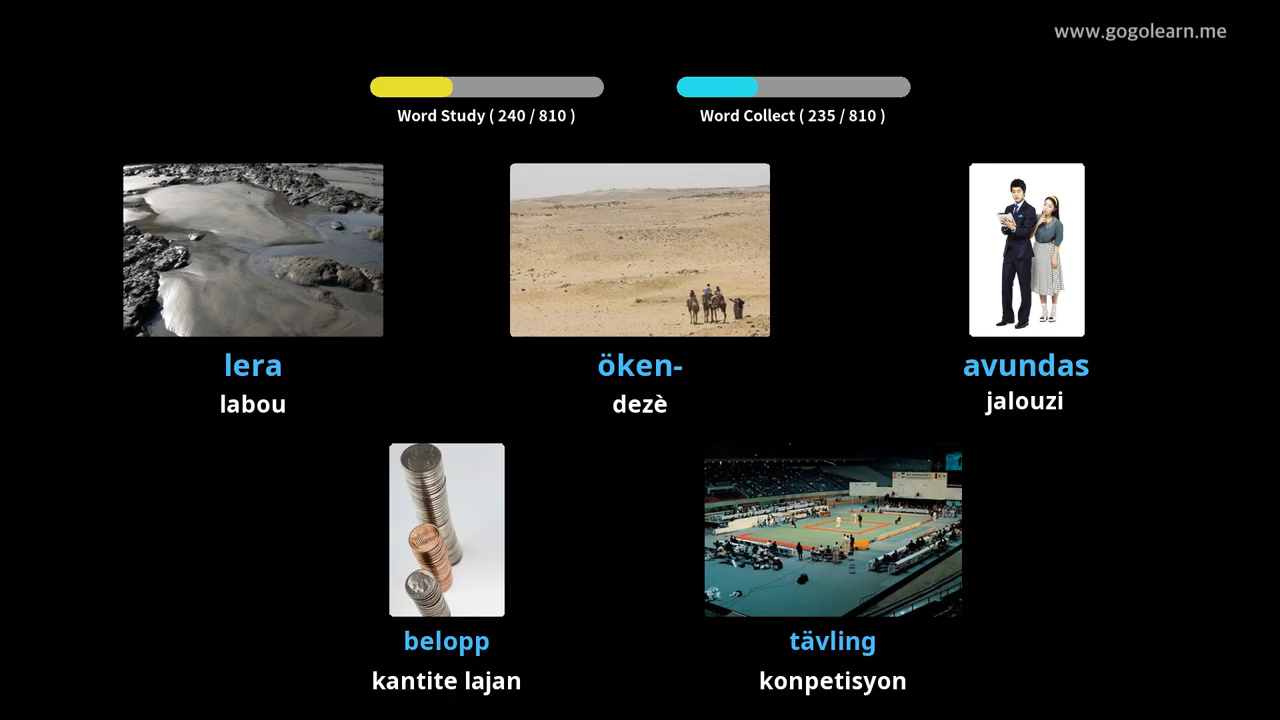 www.gogolearn.me
Word Study ( 240 / 810 )
Word Collect ( 235 / 810 )
lera
labou
öken-
dezè
avundas
jalouzi
belopp
kantite lajan
tävling
konpetisyon